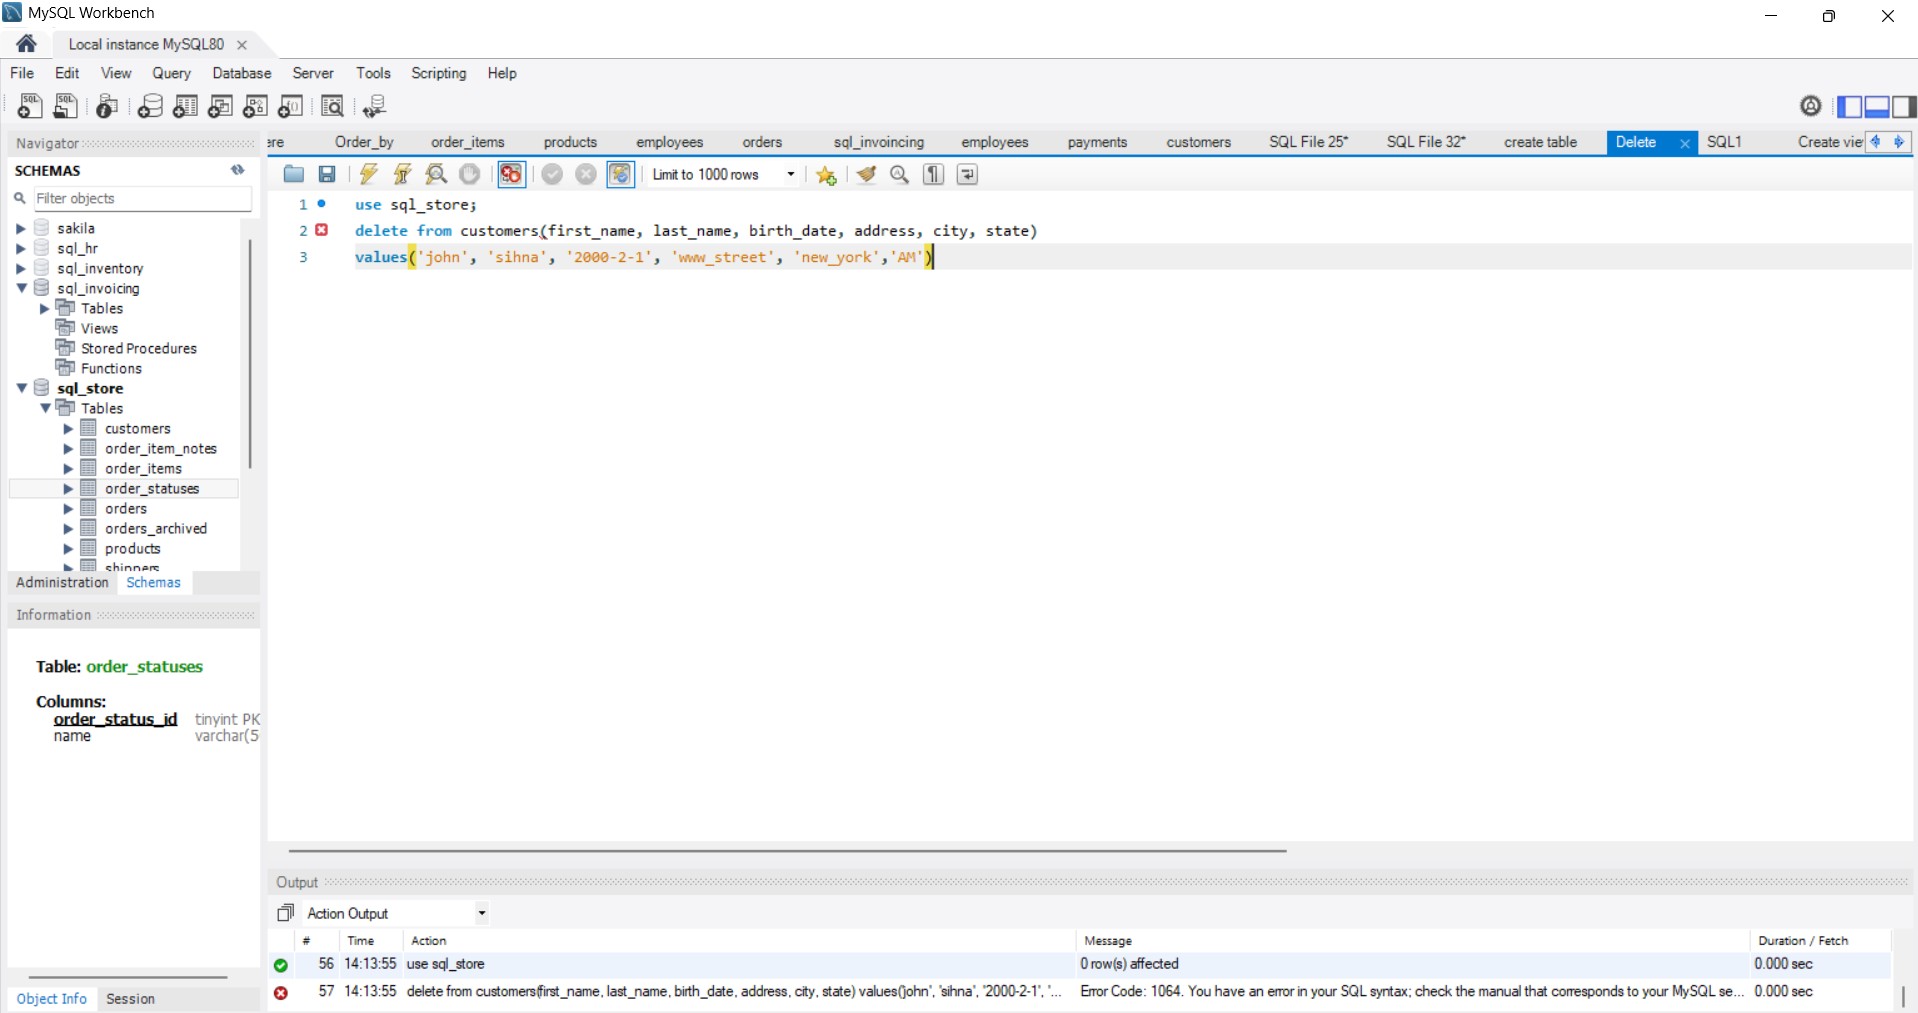 MySQL Workbench
Local instance MySQL80
File Edit View Query Database Server Tools Scripting Help
Navigator
SCHEMAS
Filter objects
sakila
sql_hr
sql_inventory
sql_invoicing
Tables
Views
Stored Procedures
Functions
sql_store
Tables
customers
order_item_notes
order_items
order_statuses
orders
orders_archived
products
shippers
Administration Schemas
Information
Table: order_statuses
Columns:
order_status_id tinyint PK
name varchar(5
Object Info Session
ere Order_by order_items products employees orders sql_invoincing employees payments customers SQL File 25* SQL File 32* create table Delete SQL1 Create vie
Limit to 1000 rows
1 use sql_store;
2 delete from customers(first_name, last_name, birth_date, address, city, state)
3 values('john', 'sihna', '2000-2-1', 'www_street', 'new_york','AM')
Output
Action Output
# Time Action Message Duration / Fetch
56 14:13:55 use sql_store 0 row(s) affected 0.000 sec
57 14:13:55 delete from customers(first_name, last_name, birth_date, address, city, state) values('john', 'sihna', '2000-2-1', '... Error Code: 1064. You have an error in your SQL syntax; check the manual that corresponds to your MySQL se... 0.000 sec